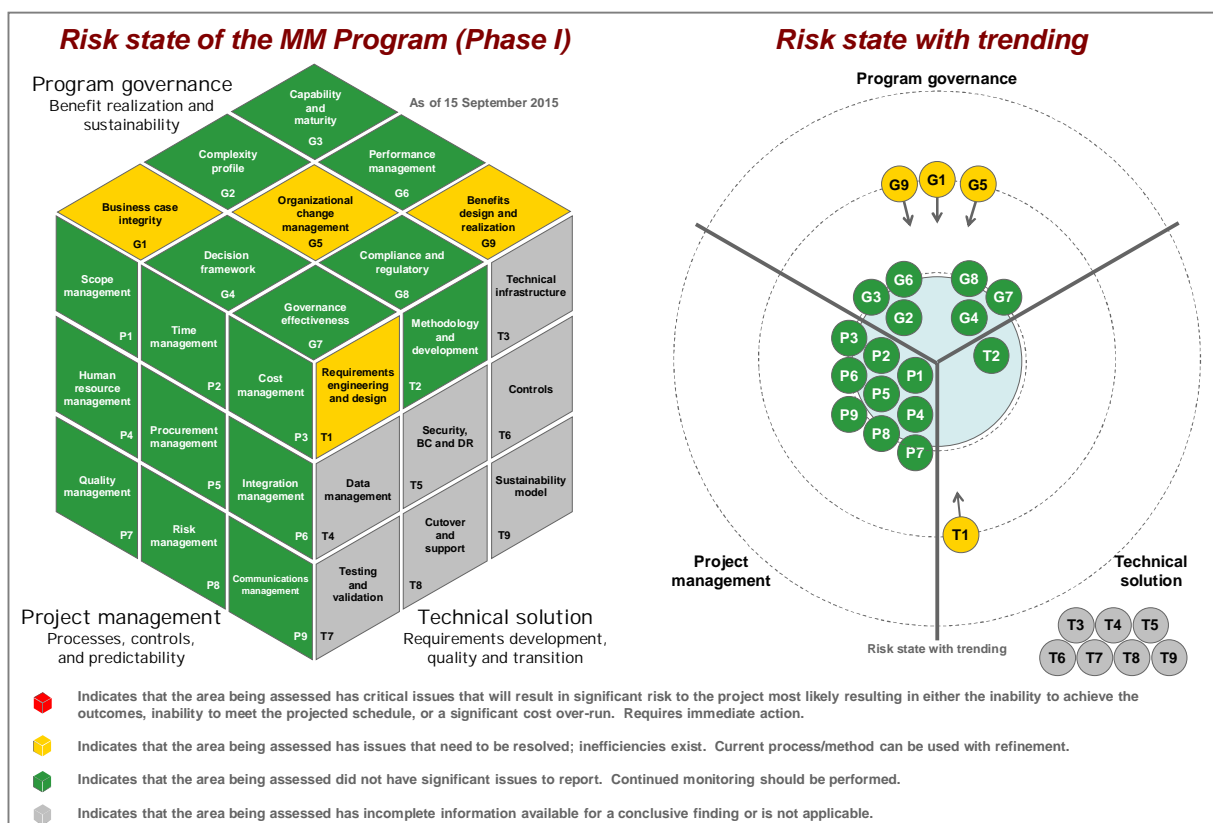 Risk state of the MM Program (Phase I)
Program governance
Benefit realization and
sustainability
As of 15 September 2015
Capability
and
maturity
G3
Complexity
profile
G2
Performance
management
G6
Business case
integrity
G1
Organizational
change
management
G5
Benefits
design and
realization
G9
Decision
framework
G4
Compliance and
regulatory
G8
Governance
effectiveness
G7
Scope
management
P1
Time
management
P2
Cost
management
P3
Human
resource
management
P4
Procurement
management
P5
Integration
management
P6
Quality
management
P7
Risk
management
P8
Communications
management
P9
Requirements
engineering
and design
T1
Methodology
and
development
T2
Technical
infrastructure
T3
Data
management
T4
Security,
BC and DR
T5
Controls
T6
Testing
and
validation
T7
Cutover
and
support
T8
Sustainability
model
T9
Project management
Processes, controls,
and predictability
Technical solution
Requirements development,
quality and transition
Risk state with trending
Program governance
G9
G1
G5
G6
G3
G2
G8
G7
G4
P3
P2
P1
P6
P5
P4
P9
P8
P7
T2
T1
Project
management
Technical
solution
Risk state with trending
T3
T4
T5
T6
T7
T8
T9
Indicates that the area being assessed has critical issues that will result in significant risk to the project most likely resulting in either the inability to achieve the
outcomes, inability to meet the projected schedule, or a significant cost over-run. Requires immediate action.
Indicates that the area being assessed has issues that need to be resolved; inefficiencies exist. Current process/method can be used with refinement.
Indicates that the area being assessed did not have significant issues to report. Continued monitoring should be performed.
Indicates that the area being assessed has incomplete information available for a conclusive finding or is not applicable.